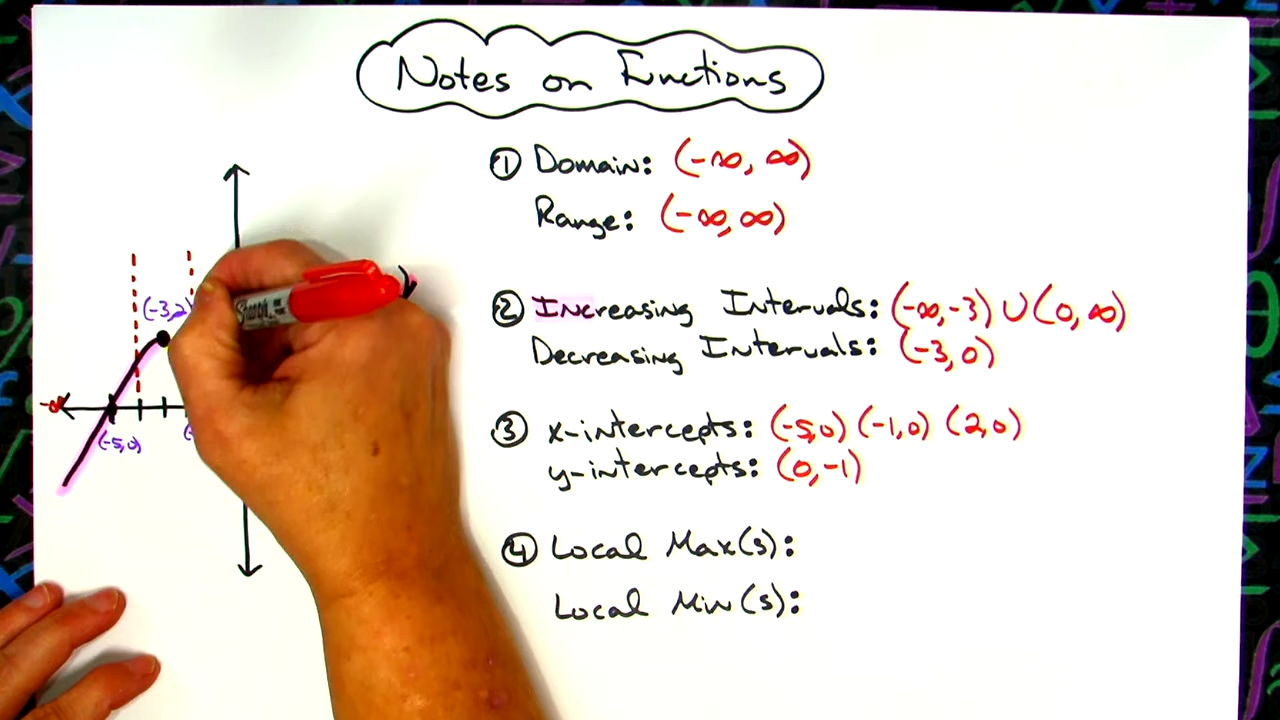 Notes on Functions
① Domain: (-∞, ∞)
Range: (-∞, ∞)
② Increasing Intervals: (-∞, -3) ∪ (0, ∞)
Decreasing Intervals: (-3, 0)
③ x-intercepts: (-5,0) (-1,0) (2,0)
y-intercepts: (0,-1)
④ Local Max(s):
Local Min(s):
(-3,2)
-∞
(-5,0)
Sharpie